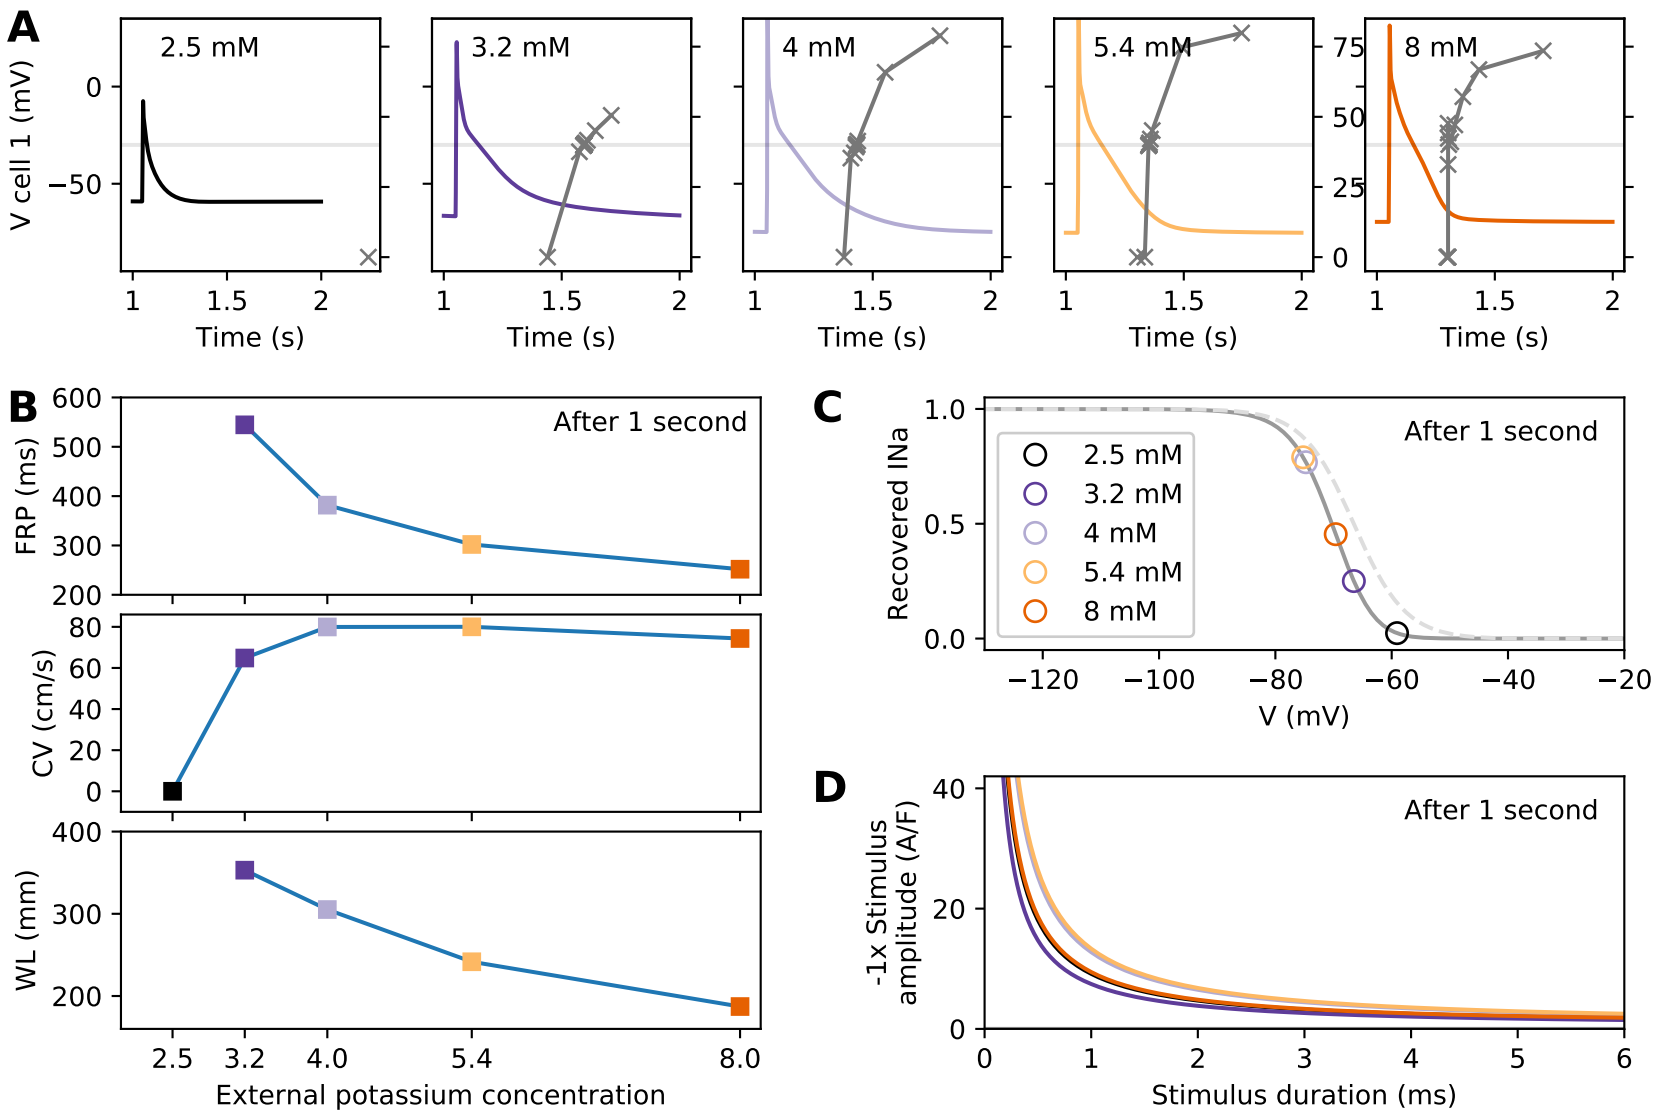 A
2.5 mM
3.2 mM
4 mM
5.4 mM
8 mM
V cell 1 (mV)
0
−50
75
50
25
0
1 1.5 2
1 1.5 2
1 1.5 2
1 1.5 2
1 1.5 2
Time (s)
Time (s)
Time (s)
Time (s)
Time (s)
B
After 1 second
FRP (ms)
600
500
400
300
200
CV (cm/s)
80
60
40
20
0
WL (mm)
400
300
200
2.5 3.2 4.0 5.4 8.0
External potassium concentration
C
After 1 second
Recovered INa
1.0
0.5
0.0
2.5 mM
3.2 mM
4 mM
5.4 mM
8 mM
−120 −100 −80 −60 −40 −20
V (mV)
D
After 1 second
-1x Stimulus
amplitude (A/F)
40
20
0
0 1 2 3 4 5 6
Stimulus duration (ms)